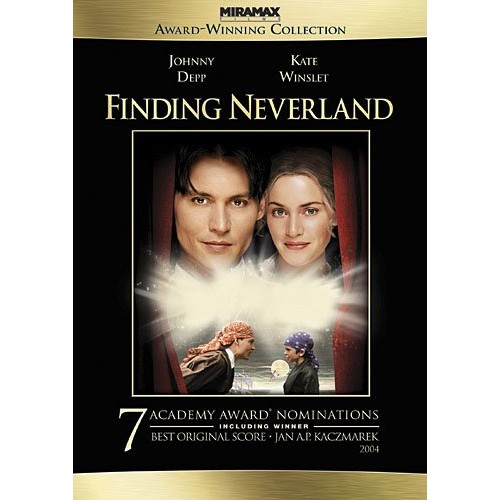 MIRAMAX
FILMS
AWARD-WINNING COLLECTION
JOHNNY DEPP
KATE WINSLET
FINDING NEVERLAND
7 ACADEMY AWARD® NOMINATIONS
INCLUDING WINNER
BEST ORIGINAL SCORE • JAN A.P. KACZMAREK
2004